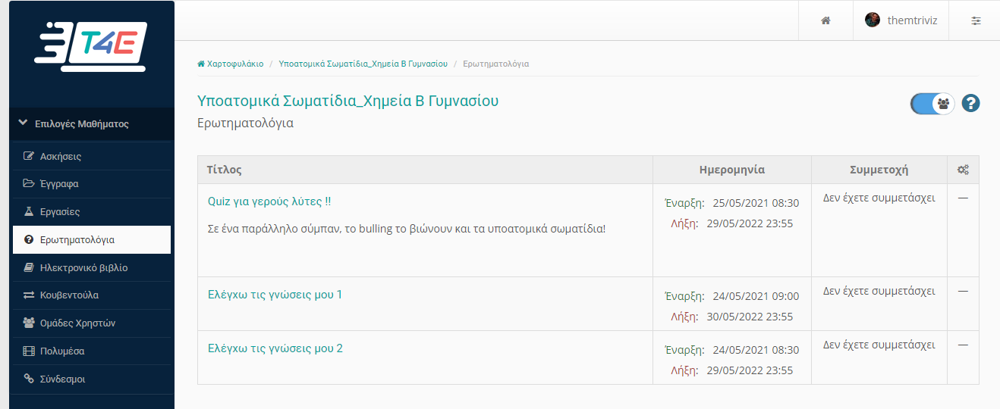 T4E
themtriviz
Χαρτοφυλάκιο / Υποατομικά Σωματίδια_Χημεία Β Γυμνασίου / Ερωτηματολόγια
Υποατομικά Σωματίδια_Χημεία Β Γυμνασίου
Ερωτηματολόγια
Επιλογές Μαθήματος
Ασκήσεις
Έγγραφα
Εργασίες
Ερωτηματολόγια
Ηλεκτρονικό βιβλίο
Κουβεντούλα
Ομάδες Χρηστών
Πολυμέσα
Σύνδεσμοι
Τίτλος Ημερομηνία Συμμετοχή
Quiz για γερούς λύτες !! Έναρξη: 25/05/2021 08:30 Δεν έχετε συμμετάσχει —
Σε ένα παράλληλο σύμπαν, το bulling το βιώνουν και τα υποατομικά σωματίδια! Λήξη: 29/05/2022 23:55
Ελέγχω τις γνώσεις μου 1 Έναρξη: 24/05/2021 09:00 Δεν έχετε συμμετάσχει —
Λήξη: 30/05/2022 23:55
Ελέγχω τις γνώσεις μου 2 Έναρξη: 24/05/2021 08:30 Δεν έχετε συμμετάσχει —
Λήξη: 29/05/2022 23:55